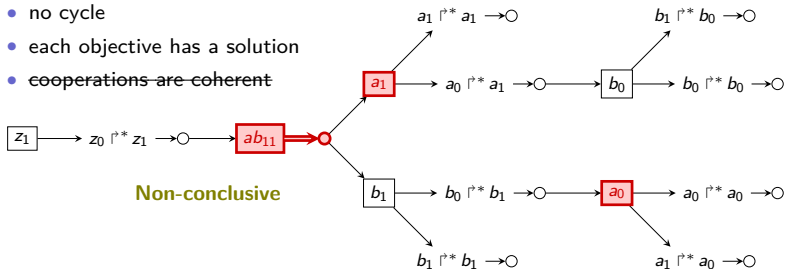 • no cycle
• each objective has a solution
• cooperations are coherent
a₁ ↱* a₁
b₁ ↱* b₀
a₁
a₀ ↱* a₁
b₀
b₀ ↱* b₀
z₁
z₀ ↱* z₁
ab₁₁
Non-conclusive
b₁
b₀ ↱* b₁
a₀
a₀ ↱* a₀
b₁ ↱* b₁
a₁ ↱* a₀